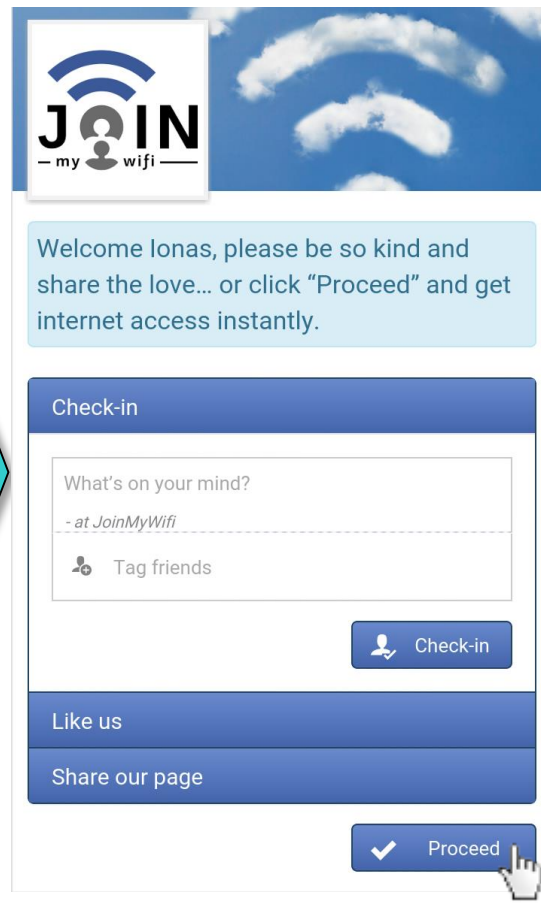 JOIN
my wifi
Welcome Ionas, please be so kind and
share the love... or click “Proceed” and get
internet access instantly.
Check-in
What's on your mind?
- at JoinMyWifi
Tag friends
Check-in
Like us
Share our page
Proceed